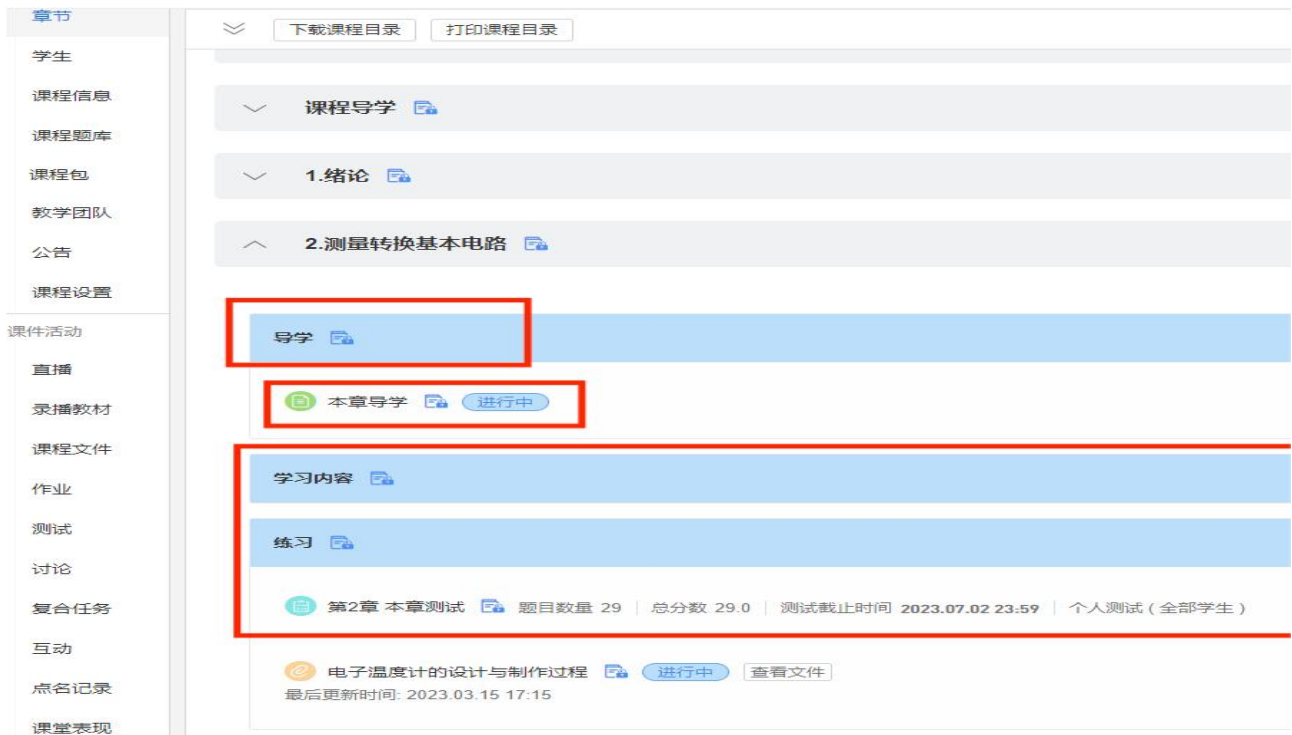 章节
学生
课程信息
课程题库
课程包
教学团队
公告
课程设置
课件活动
直播
录播教材
课程文件
作业
测试
讨论
复合任务
互动
点名记录
课堂表现
下载课程目录 打印课程目录
课程导学
1.绪论
2.测量转换基本电路
导学
本章导学 进行中
学习内容
练习
第2章 本章测试 题目数量 29 | 总分数 29.0 | 测试截止时间 2023.07.02 23:59 | 个人测试 ( 全部学生 )
电子温度计的设计与制作过程 进行中 查看文件
最后更新时间: 2023.03.15 17:15